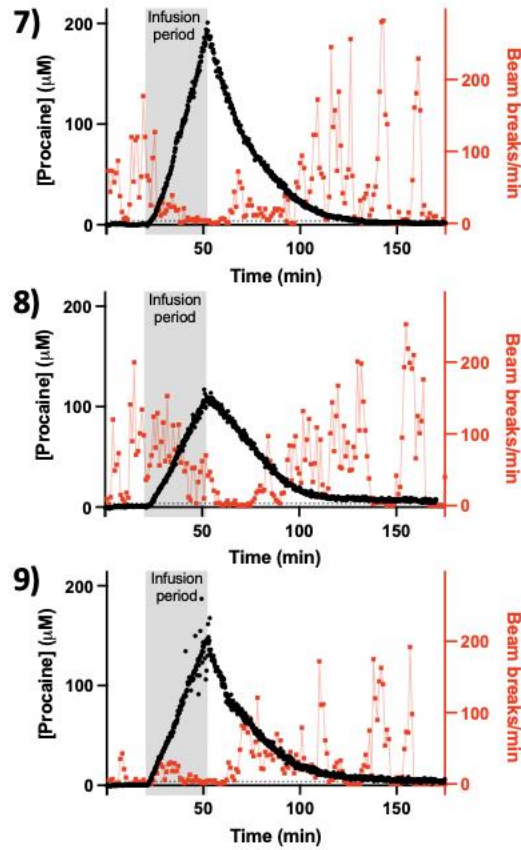 7)
Infusion
period
[Procaine] (μM)
200
100
0
50
100
150
Time (min)
200
100
0
Beam breaks/min
8)
Infusion
period
[Procaine] (μM)
200
100
0
50
100
150
Time (min)
200
100
0
Beam breaks/min
9)
Infusion
period
[Procaine] (μM)
200
100
0
50
100
150
Time (min)
200
100
0
Beam breaks/min